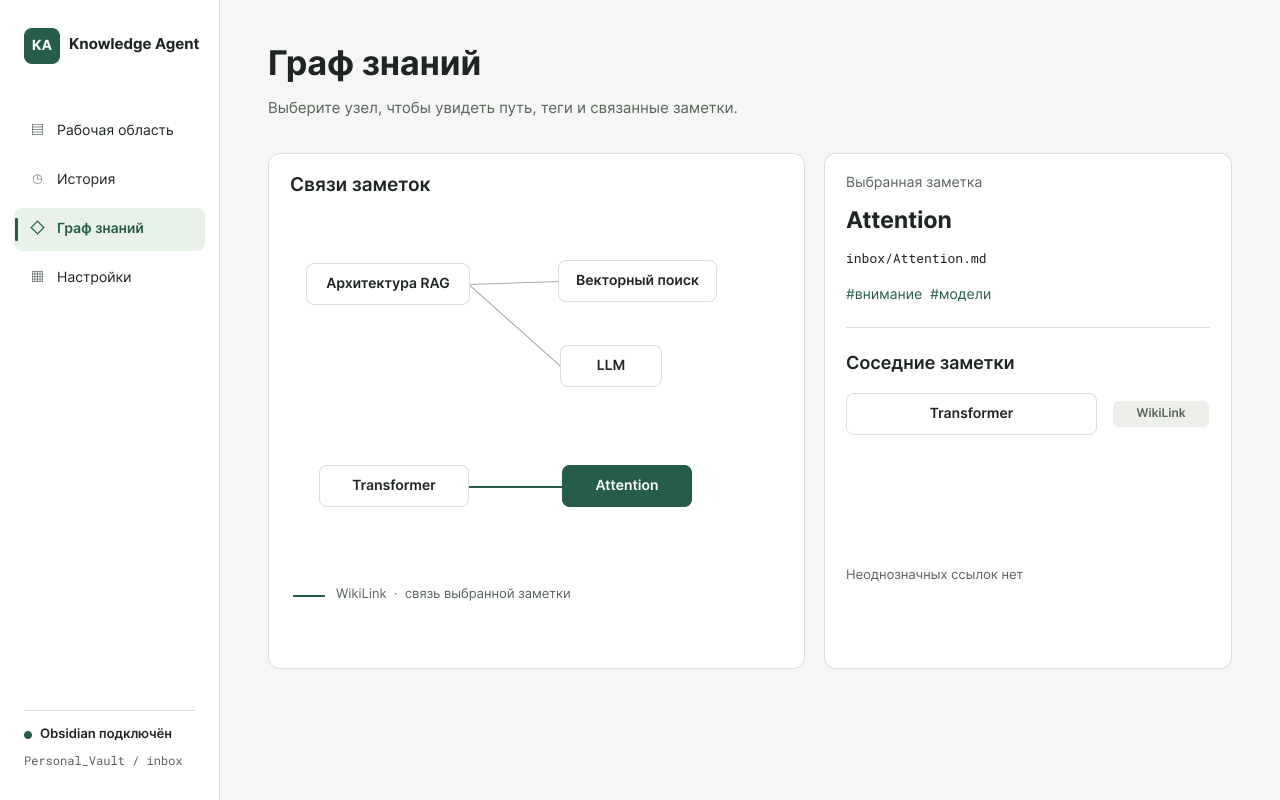 KA
Knowledge Agent
Рабочая область
История
Граф знаний
Настройки
Obsidian подключён
Personal_Vault / inbox
Граф знаний
Выберите узел, чтобы увидеть путь, теги и связанные заметки.
Связи заметок
Архитектура RAG
Векторный поиск
LLM
Transformer
Attention
WikiLink · связь выбранной заметки
Выбранная заметка
Attention
inbox/Attention.md
#внимание #модели
Соседние заметки
Transformer
WikiLink
Неоднозначных ссылок нет